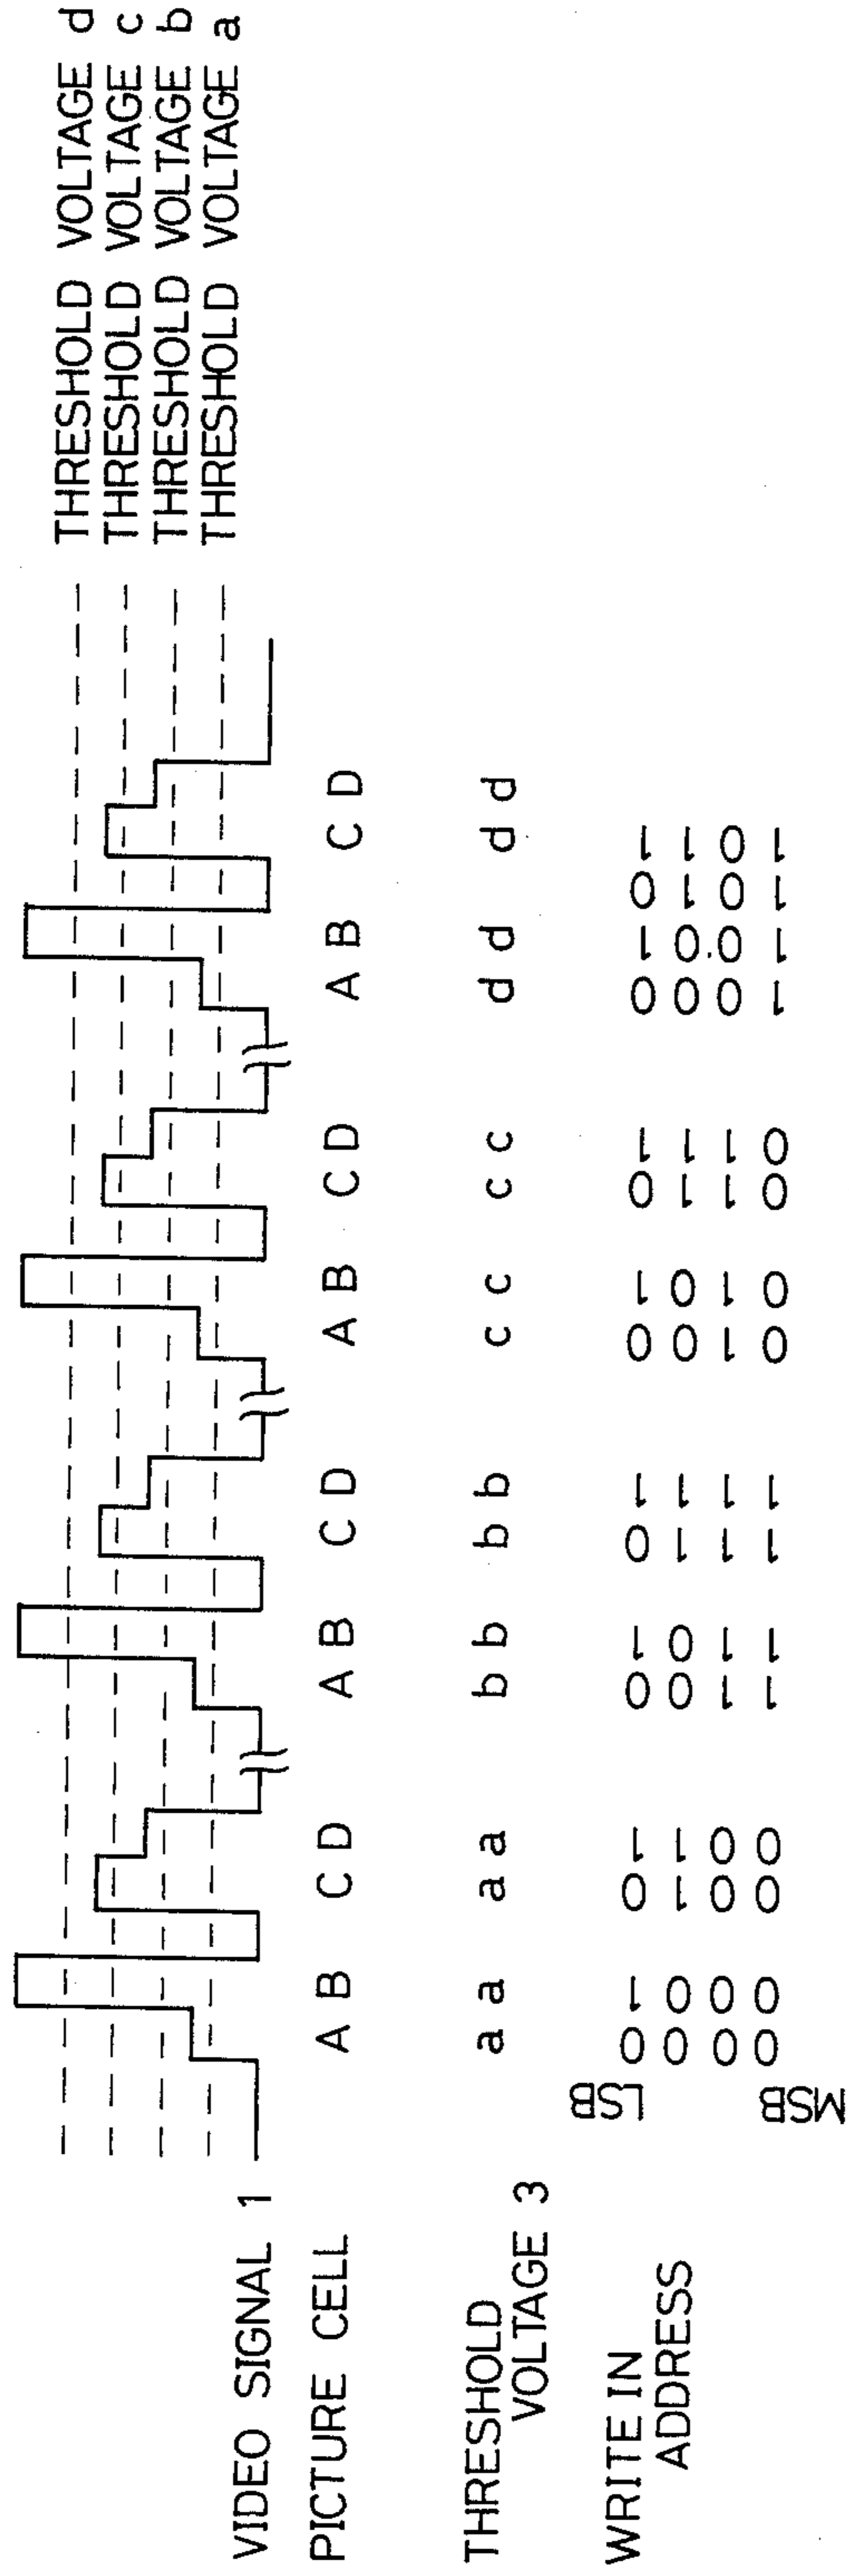 THRESHOLD VOLTAGE d
THRESHOLD VOLTAGE c
THRESHOLD VOLTAGE b
THRESHOLD VOLTAGE a
VIDEO SIGNAL 1
PICTURE CELL A B C D A B C D A B C D A B C D
THRESHOLD a a a a b b b b c c c c d d d d
VOLTAGE 3
WRITE IN LSB 0 1 0 1 0 1 0 1 0 1 0 1 0 1 0 1
ADDRESS 0 0 1 1 0 0 1 1 0 0 1 1 0 0 1 1
0 0 0 0 1 1 1 1 1 1 1 1 0 0 0 0
MSB 0 0 0 0 1 1 1 1 0 0 0 0 1 1 1 1